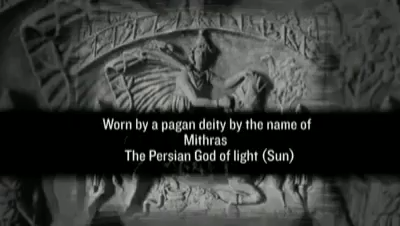 Worn by a pagan deity by the name of
Mithras
The Persian God of light (Sun)